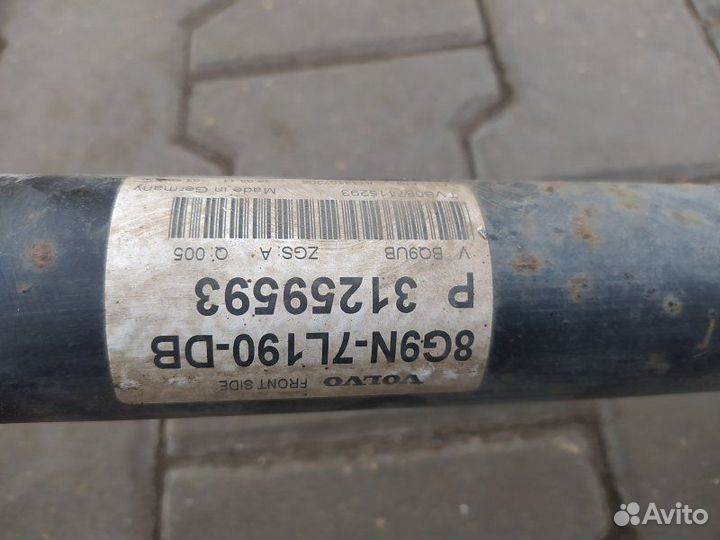 VOLVO FRONT SIDE
8G9N-7L190-DB
P 31259593
V BQ9UB ZGS: A Q 005
Made in Germany
Avito